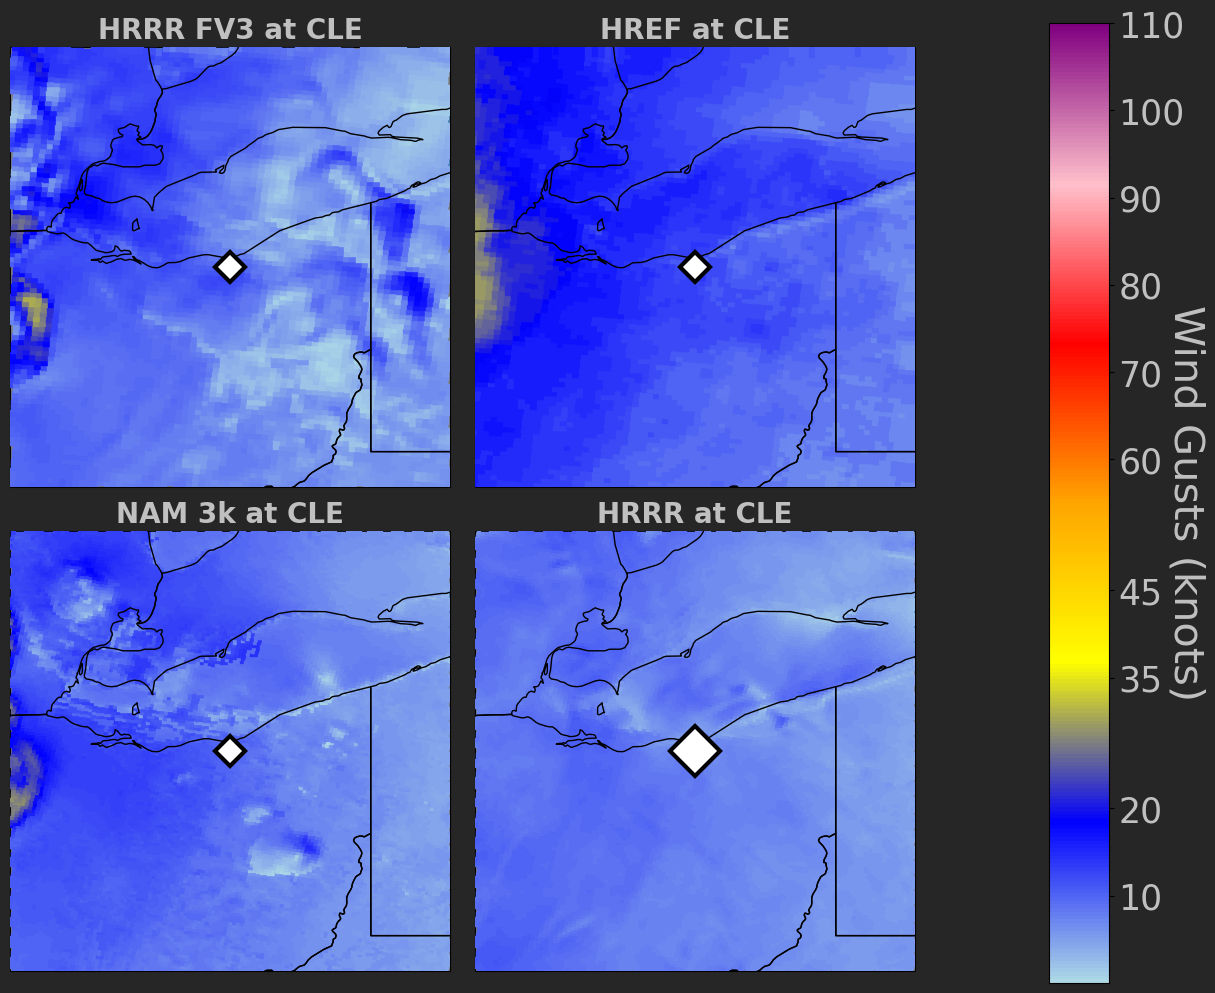 HRRR FV3 at CLE
HREF at CLE
NAM 3k at CLE
HRRR at CLE
110
100
90
80
70
60
45
35
20
10
Wind Gusts (knots)